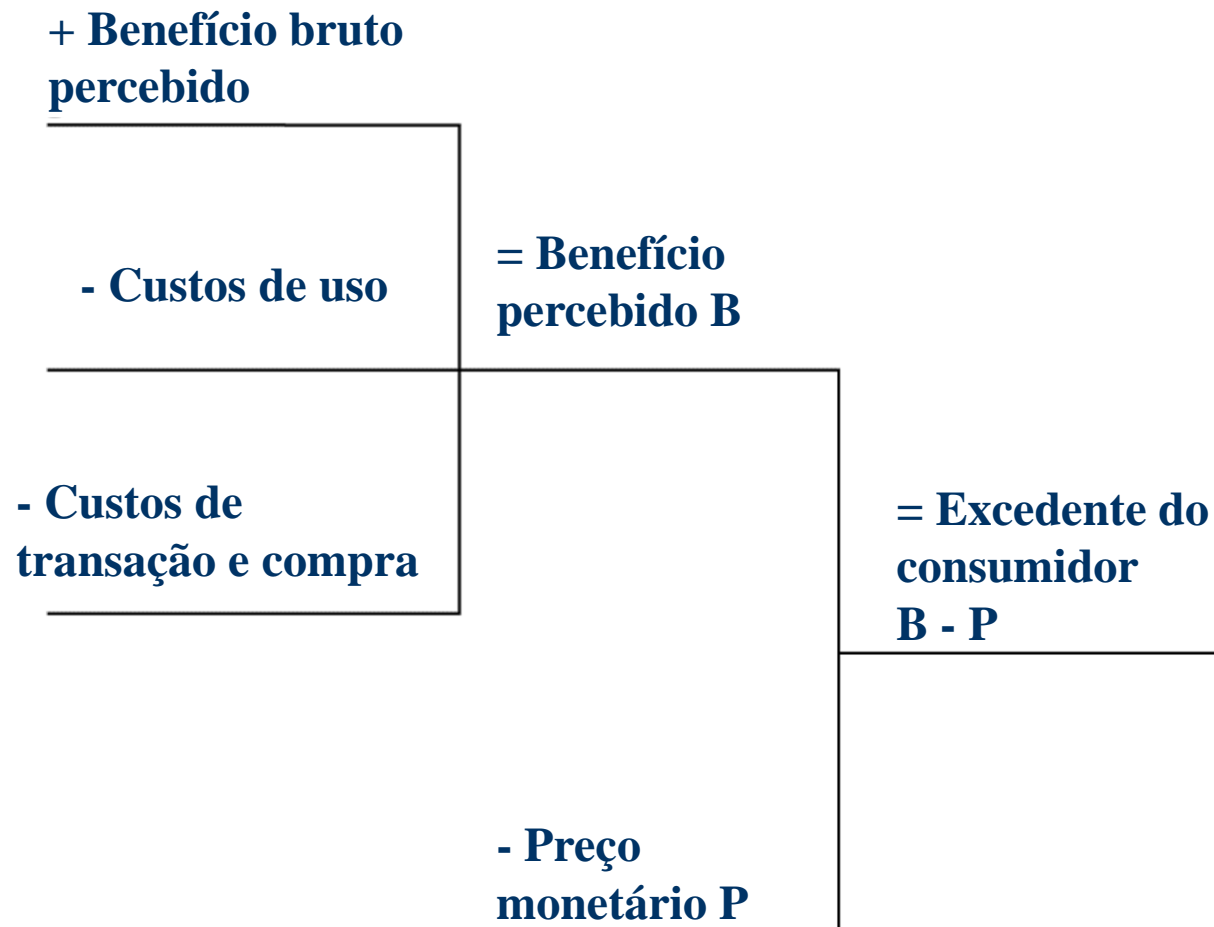 + Benefício bruto
percebido
- Custos de uso
= Benefício
percebido B
- Custos de
transação e compra
= Excedente do
consumidor
B - P
- Preço
monetário P